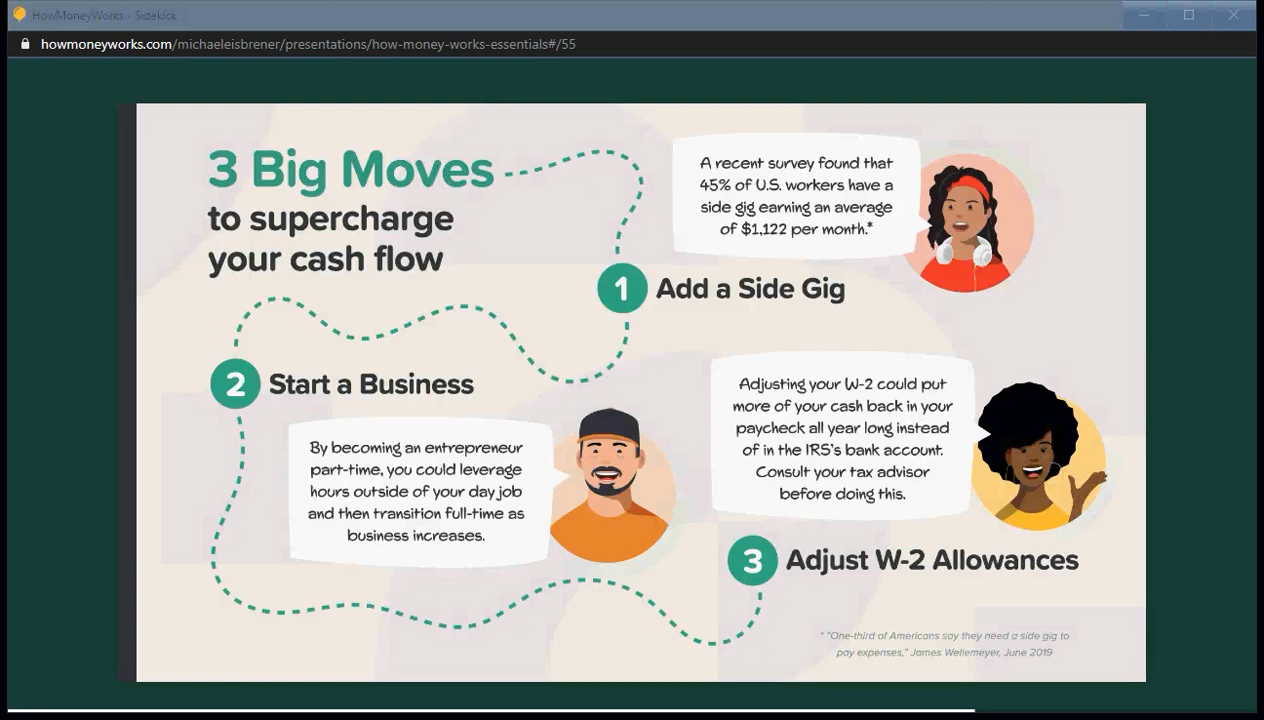 HowMoneyWorks - Sidekick
howmoneyworks.com/michaeleisbrener/presentations/how-money-works-essentials#/55
3 Big Moves
to supercharge
your cash flow
A recent survey found that
45% of U.S. workers have a
side gig earning an average
of $1,122 per month.*
1 Add a Side Gig
2 Start a Business
By becoming an entrepreneur
part-time, you could leverage
hours outside of your day job
and then transition full-time as
business increases.
Adjusting your W-2 could put
more of your cash back in your
paycheck all year long instead
of in the IRS's bank account.
Consult your tax advisor
before doing this.
3 Adjust W-2 Allowances
* "One-third of Americans say they need a side gig to
pay expenses," James Wellemeyer, June 2019